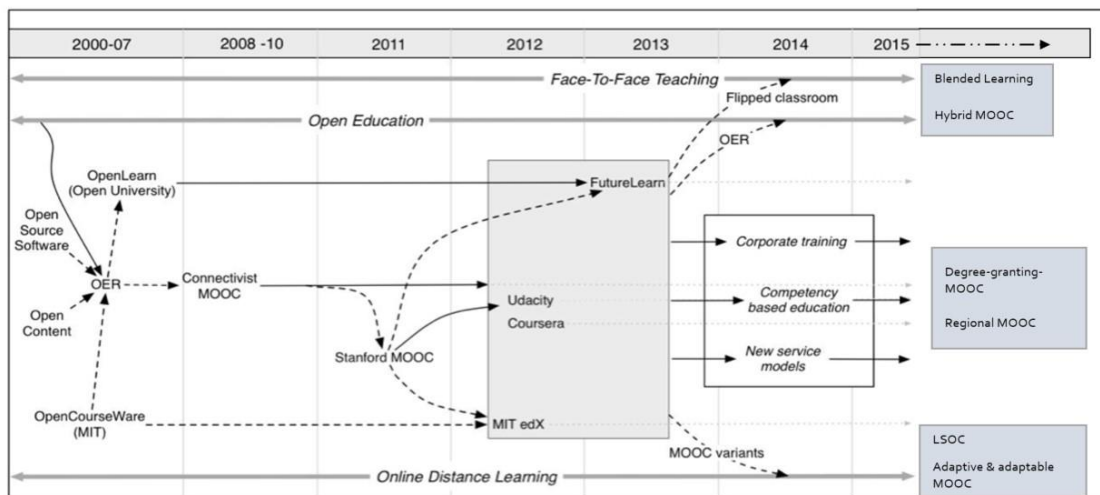 2000-07
2008 -10
2011
2012
2013
2014
2015
Face-To-Face Teaching
Blended Learning
Flipped classroom
Hybrid MOOC
Open Education
OER
OpenLearn
(Open University)
FutureLearn
Open
Source
Software
Corporate training
OER
Connectivist
MOOC
Degree-granting-
MOOC
Udacity
Competency
based education
Open
Content
Coursera
Regional MOOC
Stanford MOOC
New service
models
OpenCourseWare
(MIT)
MIT edX
LSOC
MOOC variants
Adaptive & adaptable
MOOC
Online Distance Learning